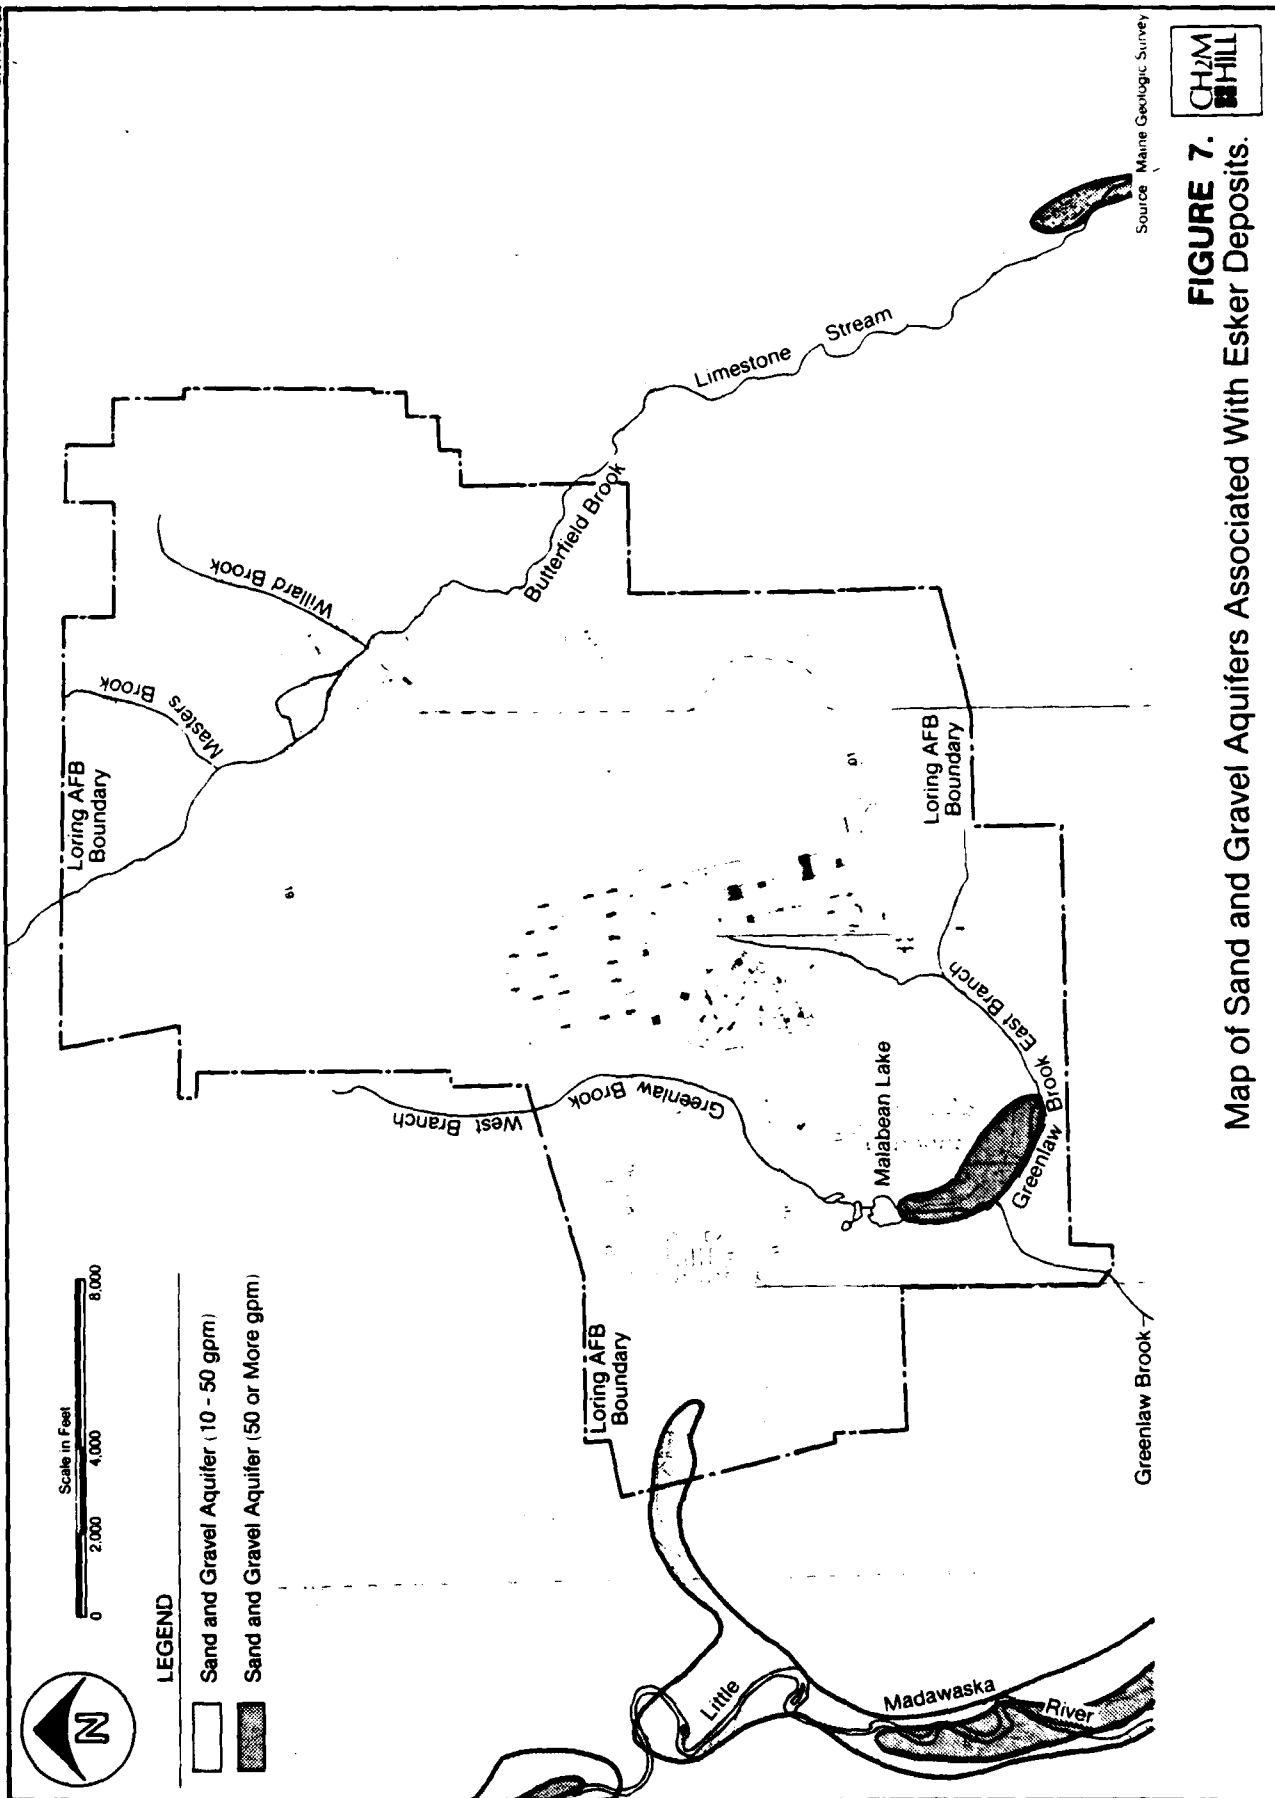 N
Scale in Feet
0
2,000
4,000
8,000
LEGEND
Sand and Gravel Aquifer (10 - 50 gpm)
Sand and Gravel Aquifer (50 or More gpm)
Loring AFB
Boundary
Masters
Brook
Willard Brook
Butterfield Brook
Limestone
Stream
West Branch
Greenlaw Brook
Loring AFB
Boundary
Malabean Lake
East Branch
Greenlaw
Brook
Loring AFB
Boundary
Little
Madawaska
River
Greenlaw Brook
Source Maine Geologic Survey
FIGURE 7.
Map of Sand and Gravel Aquifers Associated With Esker Deposits.
CH2M
HILL